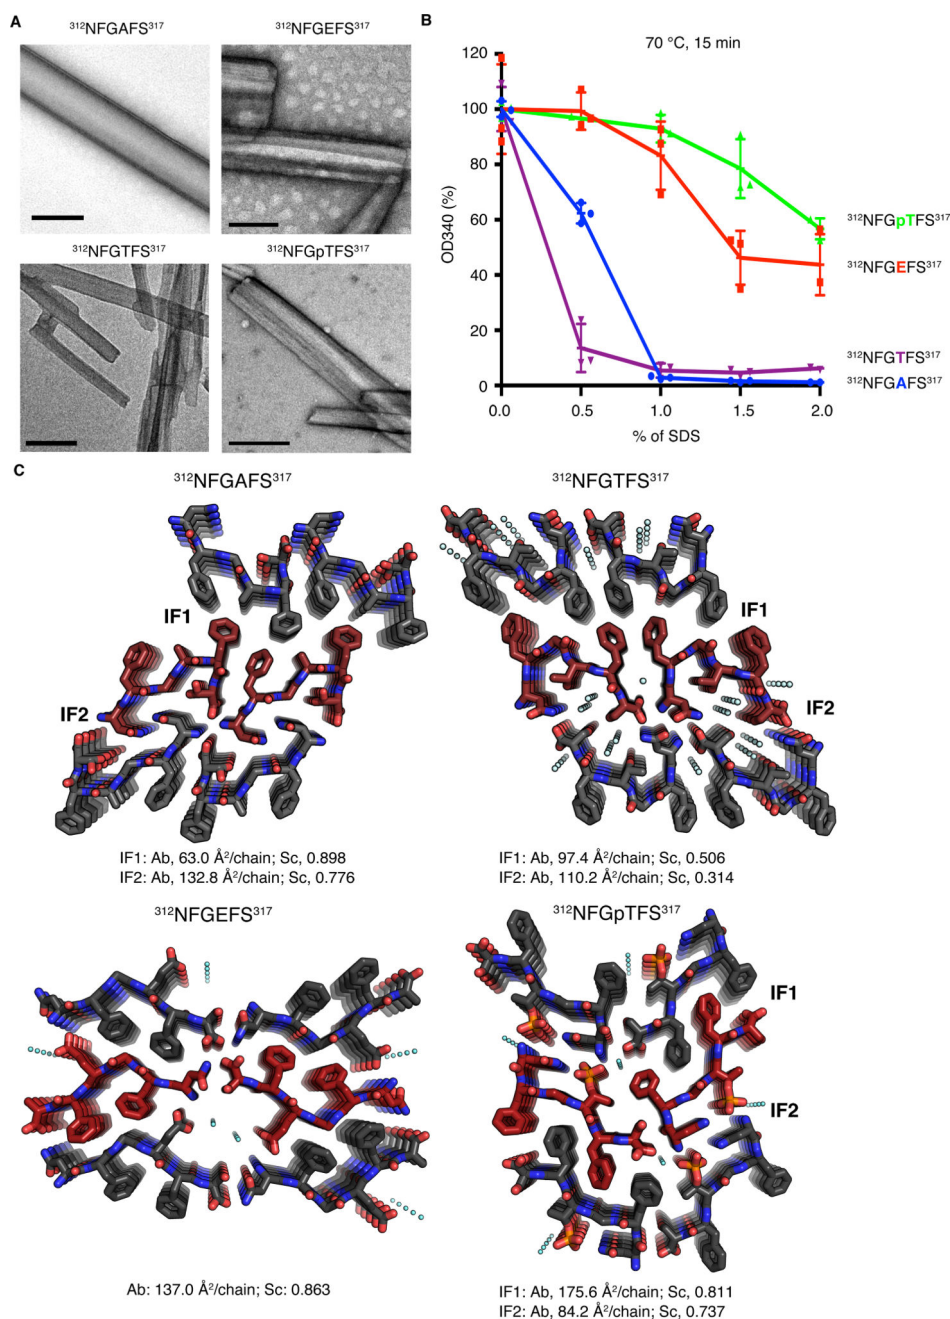 A
³¹²NFGAFS³¹⁷
³¹²NFGEFS³¹⁷
³¹²NFGTFS³¹⁷
³¹²NFGpTFS³¹⁷
B
70 °C, 15 min
120
100
80
60
40
20
0
OD340 (%)
0.0
0.5
1.0
1.5
2.0
% of SDS
³¹²NFGpTFS³¹⁷
³¹²NFGEFS³¹⁷
³¹²NFGTFS³¹⁷
³¹²NFGAFS³¹⁷
C
³¹²NFGAFS³¹⁷
IF1
IF2
IF1: Ab, 63.0 Å²/chain; Sc, 0.898
IF2: Ab, 132.8 Å²/chain; Sc, 0.776
³¹²NFGTFS³¹⁷
IF1
IF2
IF1: Ab, 97.4 Å²/chain; Sc, 0.506
IF2: Ab, 110.2 Å²/chain; Sc, 0.314
³¹²NFGEFS³¹⁷
Ab: 137.0 Å²/chain; Sc: 0.863
³¹²NFGpTFS³¹⁷
IF1
IF2
IF1: Ab, 175.6 Å²/chain; Sc, 0.811
IF2: Ab, 84.2 Å²/chain; Sc, 0.737